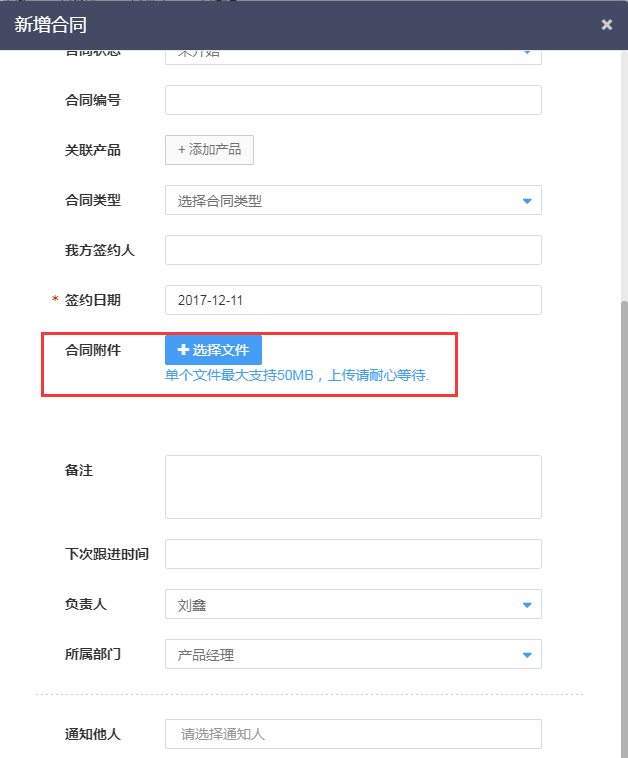 新增合同 ×
合同状态 未开始
合同编号
关联产品 + 添加产品
合同类型 选择合同类型
我方签约人
* 签约日期 2017-12-11
合同附件 + 选择文件
单个文件最大支持50MB，上传请耐心等待.
备注
下次跟进时间
负责人 刘鑫
所属部门 产品经理
通知他人 请选择通知人